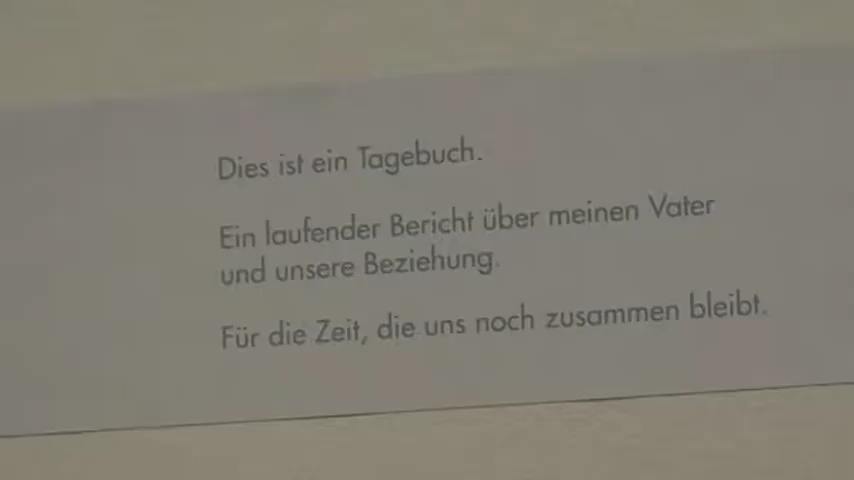 Dies ist ein Tagebuch.
Ein laufender Bericht über meinen Vater
und unsere Beziehung.
Für die Zeit, die uns noch zusammen bleibt.